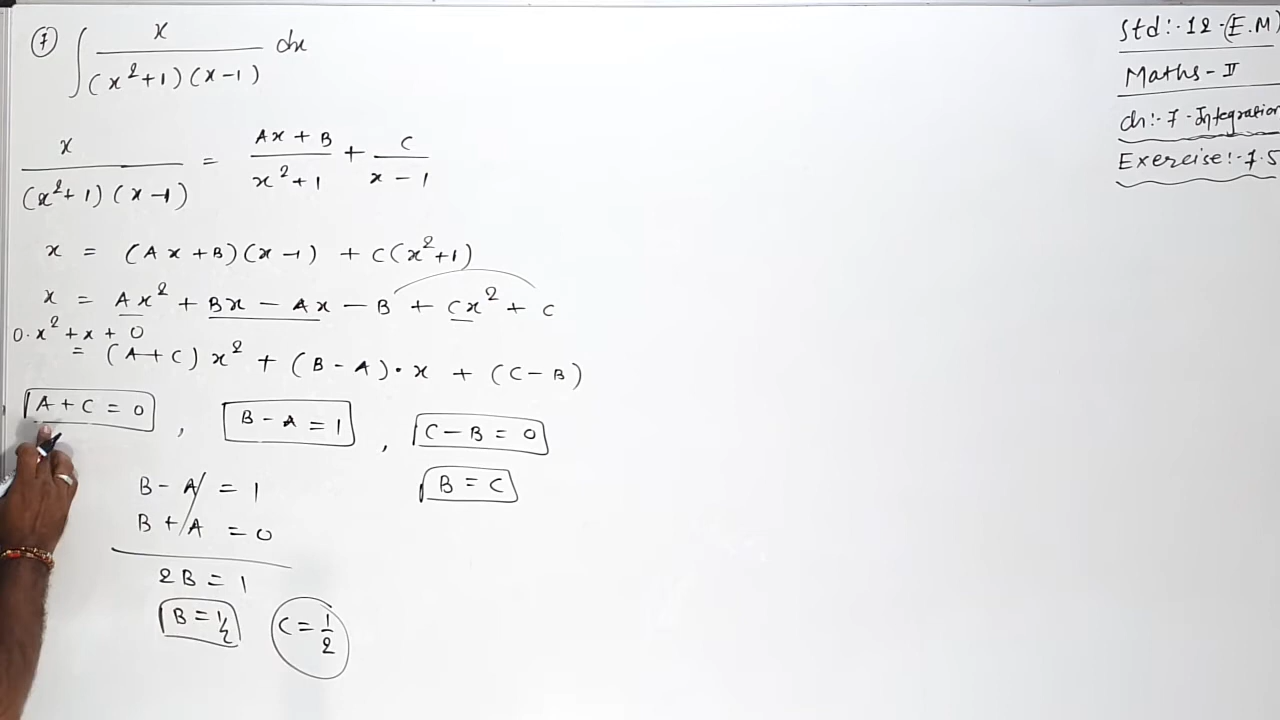 ⑦ ∫ x / (x²+1)(x-1) dx
x / (x²+1)(x-1) = Ax+B / x²+1 + C / x-1
x = (Ax+B)(x-1) + C(x²+1)
x = Ax² + Bx - Ax - B + Cx² + C
0·x² + x + 0
= (A+C) x² + (B-A)·x + (C-B)
A+C = 0 , B-A = 1 , C-B = 0
B = C
B-A = 1
B+A = 0
2B = 1
B = 1/2 C = 1/2
Std:-12-(E.M)
Maths-II
ch:-7-Integration
Exercise:-7.5